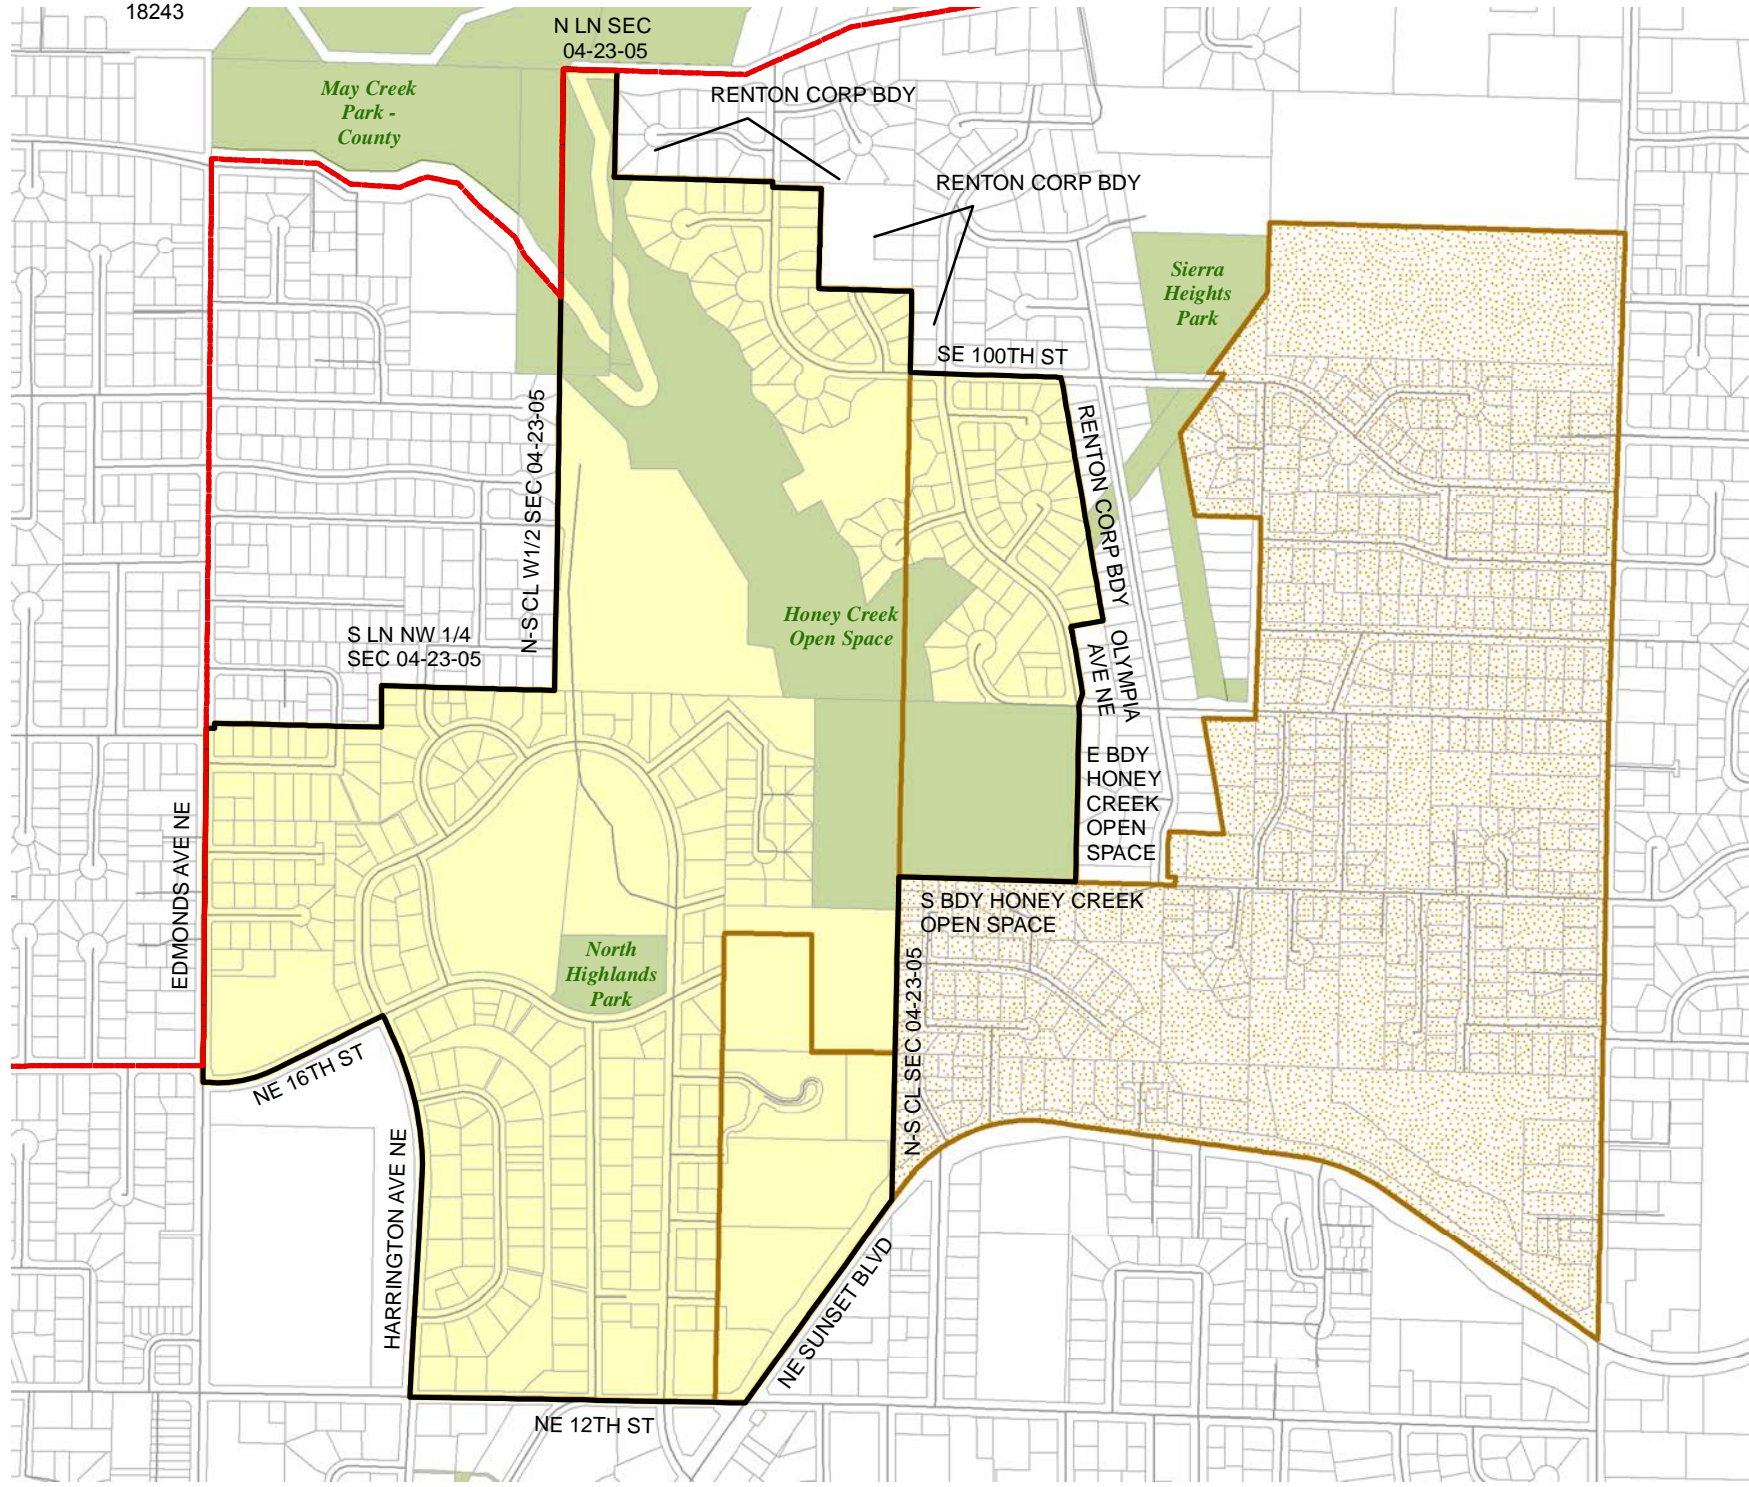 18243
N LN SEC
04-23-05
May Creek
Park -
County
RENTON CORP BDY
RENTON CORP BDY
Sierra
Heights
Park
SE 100TH ST
N-S CL W1/2 SEC 04-23-05
RENTON CORP BDY
S LN NW 1/4
SEC 04-23-05
Honey Creek
Open Space
OLYMPIA
AVE NE
E BDY
HONEY
CREEK
OPEN
SPACE
EDMONDS AVE NE
S BDY HONEY CREEK
OPEN SPACE
North
Highlands
Park
N-S CL SEC 04-23-05
NE 16TH ST
HARRINGTON AVE NE
NE SUNSET BLVD
NE 12TH ST